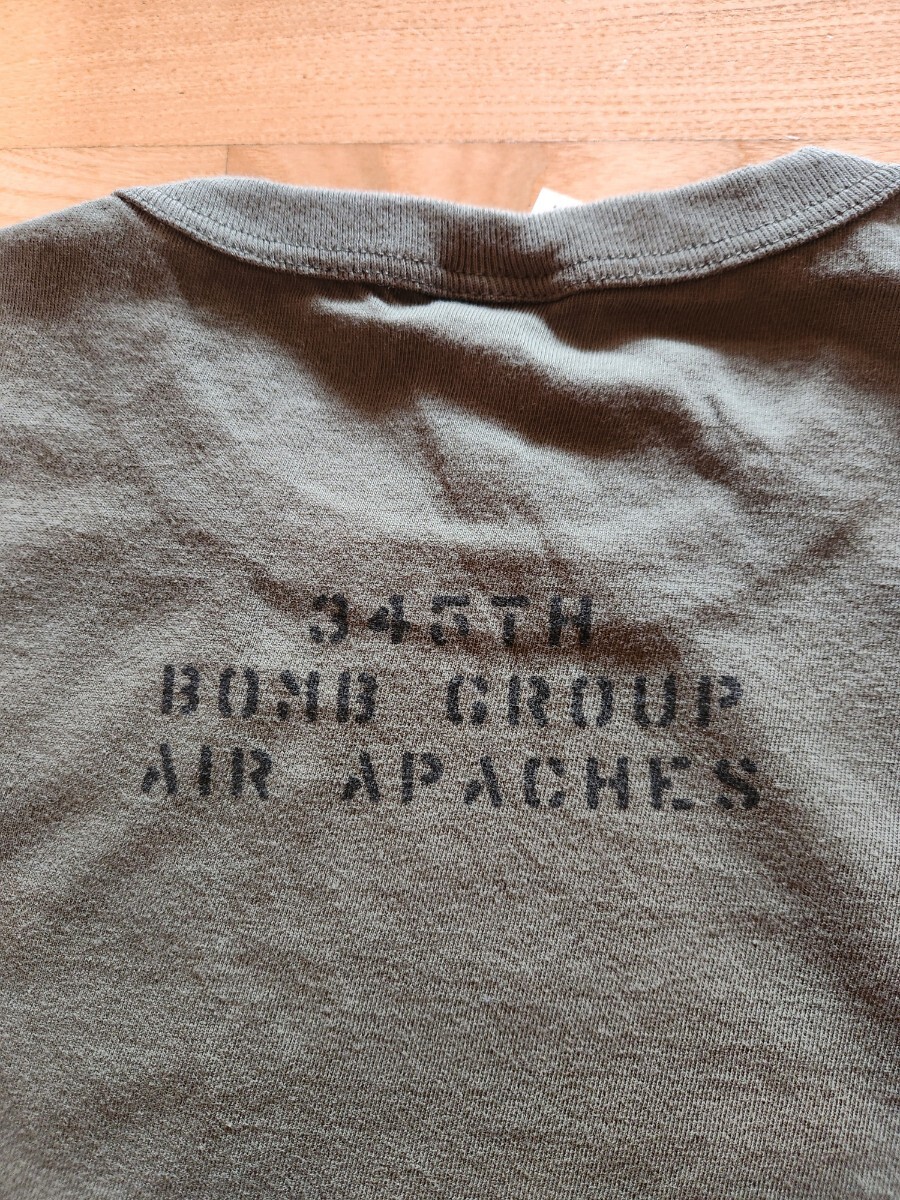 345TH
BOMB GROUP
AIR APACHES